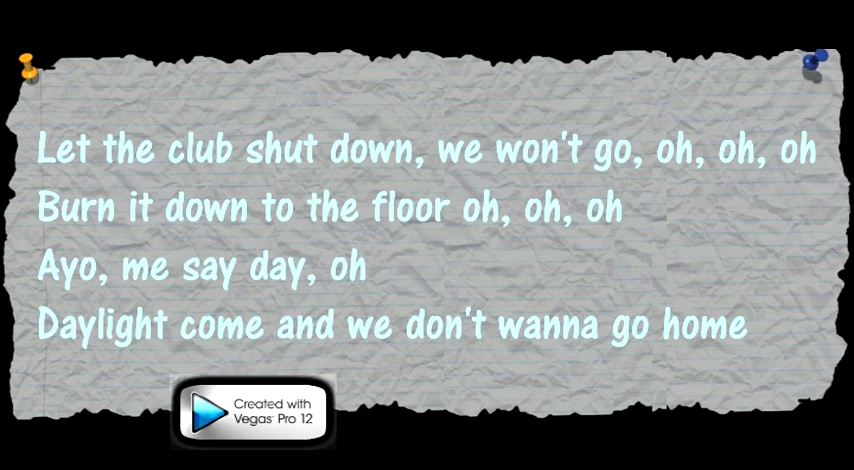 Let the club shut down, we won't go, oh, oh, oh
Burn it down to the floor oh, oh, oh
Ayo, me say day, oh
Daylight come and we don't wanna go home
Created with
Vegas Pro 12